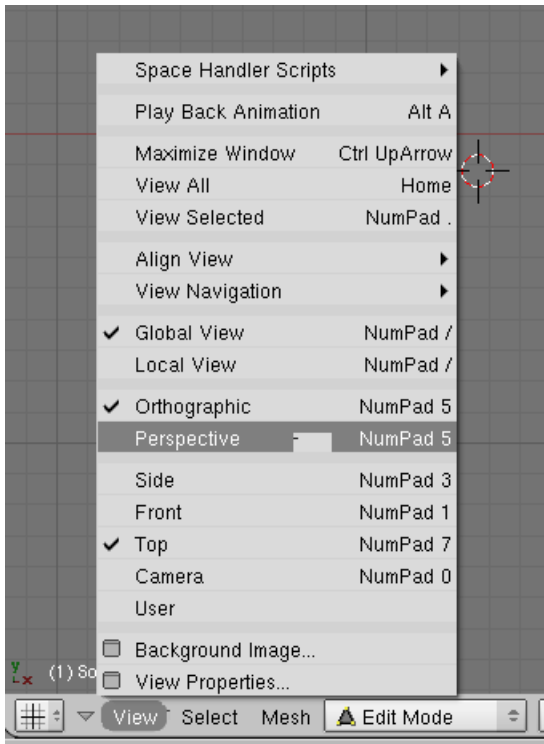 Space Handler Scripts
Play Back Animation Alt A
Maximize Window Ctrl UpArrow
View All Home
View Selected NumPad .
Align View
View Navigation
Global View NumPad /
Local View NumPad /
Orthographic NumPad 5
Perspective NumPad 5
Side NumPad 3
Front NumPad 1
Top NumPad 7
Camera NumPad 0
User
Background Image...
View Properties...
y
x (1) So
View Select Mesh Edit Mode